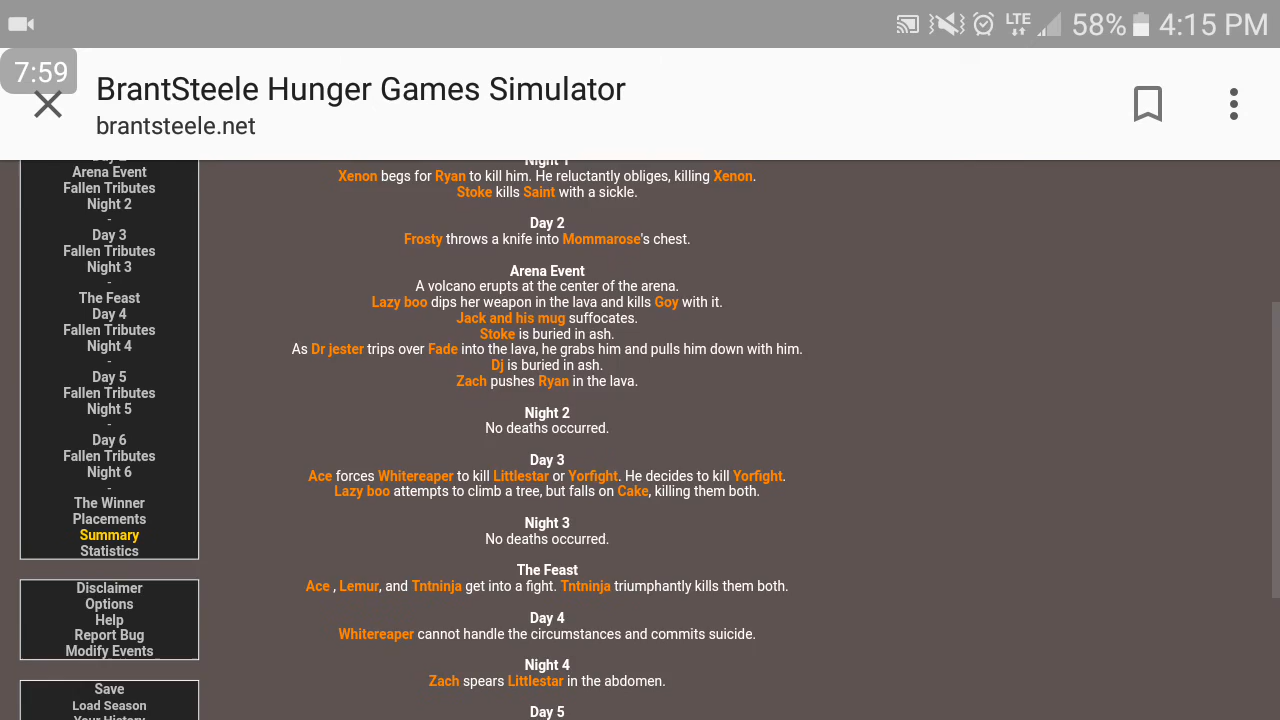 LTE 58% 4:15 PM
7:59
BrantSteele Hunger Games Simulator
brantsteele.net
Day 2
Arena Event
Fallen Tributes
Night 2
-
Day 3
Fallen Tributes
Night 3
-
The Feast
Day 4
Fallen Tributes
Night 4
-
Day 5
Fallen Tributes
Night 5
-
Day 6
Fallen Tributes
Night 6
-
The Winner
Placements
Summary
Statistics
Disclaimer
Options
Help
Report Bug
Modify Events
Save
Load Season
Your History
Night 1
Xenon begs for Ryan to kill him. He reluctantly obliges, killing Xenon.
Stoke kills Saint with a sickle.
Day 2
Frosty throws a knife into Mommarose's chest.
Arena Event
A volcano erupts at the center of the arena.
Lazy boo dips her weapon in the lava and kills Goy with it.
Jack and his mug suffocates.
Stoke is buried in ash.
As Dr jester trips over Fade into the lava, he grabs him and pulls him down with him.
Dj is buried in ash.
Zach pushes Ryan in the lava.
Night 2
No deaths occurred.
Day 3
Ace forces Whitereaper to kill Littlestar or Yorfight. He decides to kill Yorfight.
Lazy boo attempts to climb a tree, but falls on Cake, killing them both.
Night 3
No deaths occurred.
The Feast
Ace , Lemur, and Tntninja get into a fight. Tntninja triumphantly kills them both.
Day 4
Whitereaper cannot handle the circumstances and commits suicide.
Night 4
Zach spears Littlestar in the abdomen.
Day 5